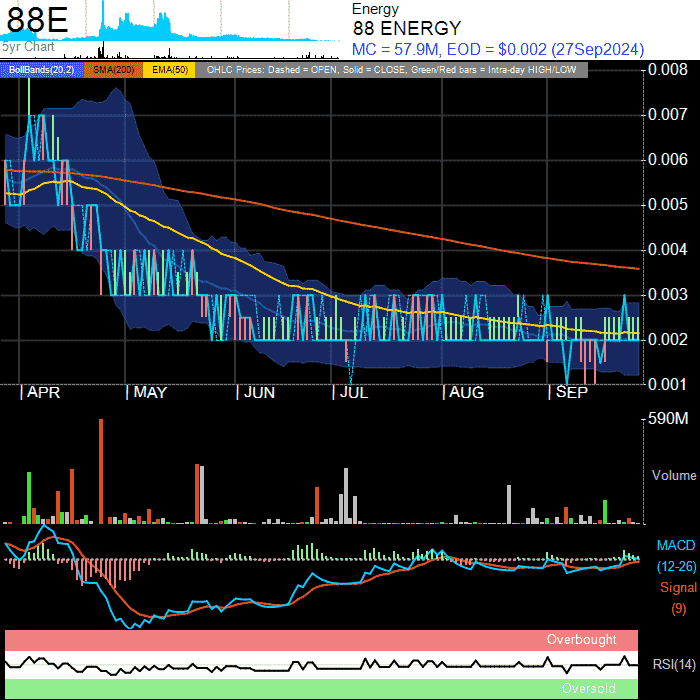 88E
5yr Chart
Energy
88 ENERGY
MC = 57.9M, EOD = $0.002 (27Sep2024)
BollBands(20,2) SMA(200) EMA(50) OHLC Prices: Dashed = OPEN, Solid = CLOSE, Green/Red bars = Intra-day HIGH/LOW
0.008
0.007
0.006
0.005
0.004
0.003
0.002
0.001
| APR | MAY | JUN | JUL | AUG | SEP
590M
Volume
MACD
(12-26)
Signal
(9)
Overbought
RSI(14)
Oversold